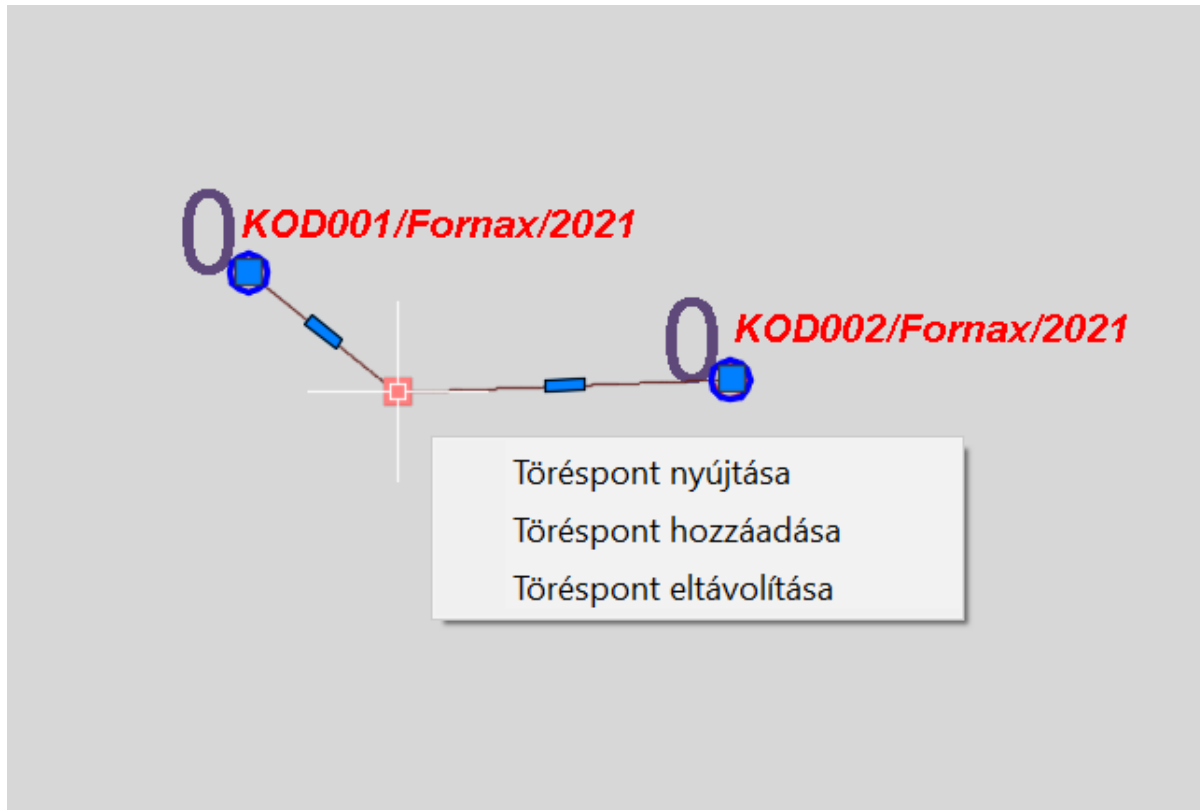 0
KOD001/Fornax/2021
0
KOD002/Fornax/2021
Töréspont nyújtása
Töréspont hozzáadása
Töréspont eltávolítása